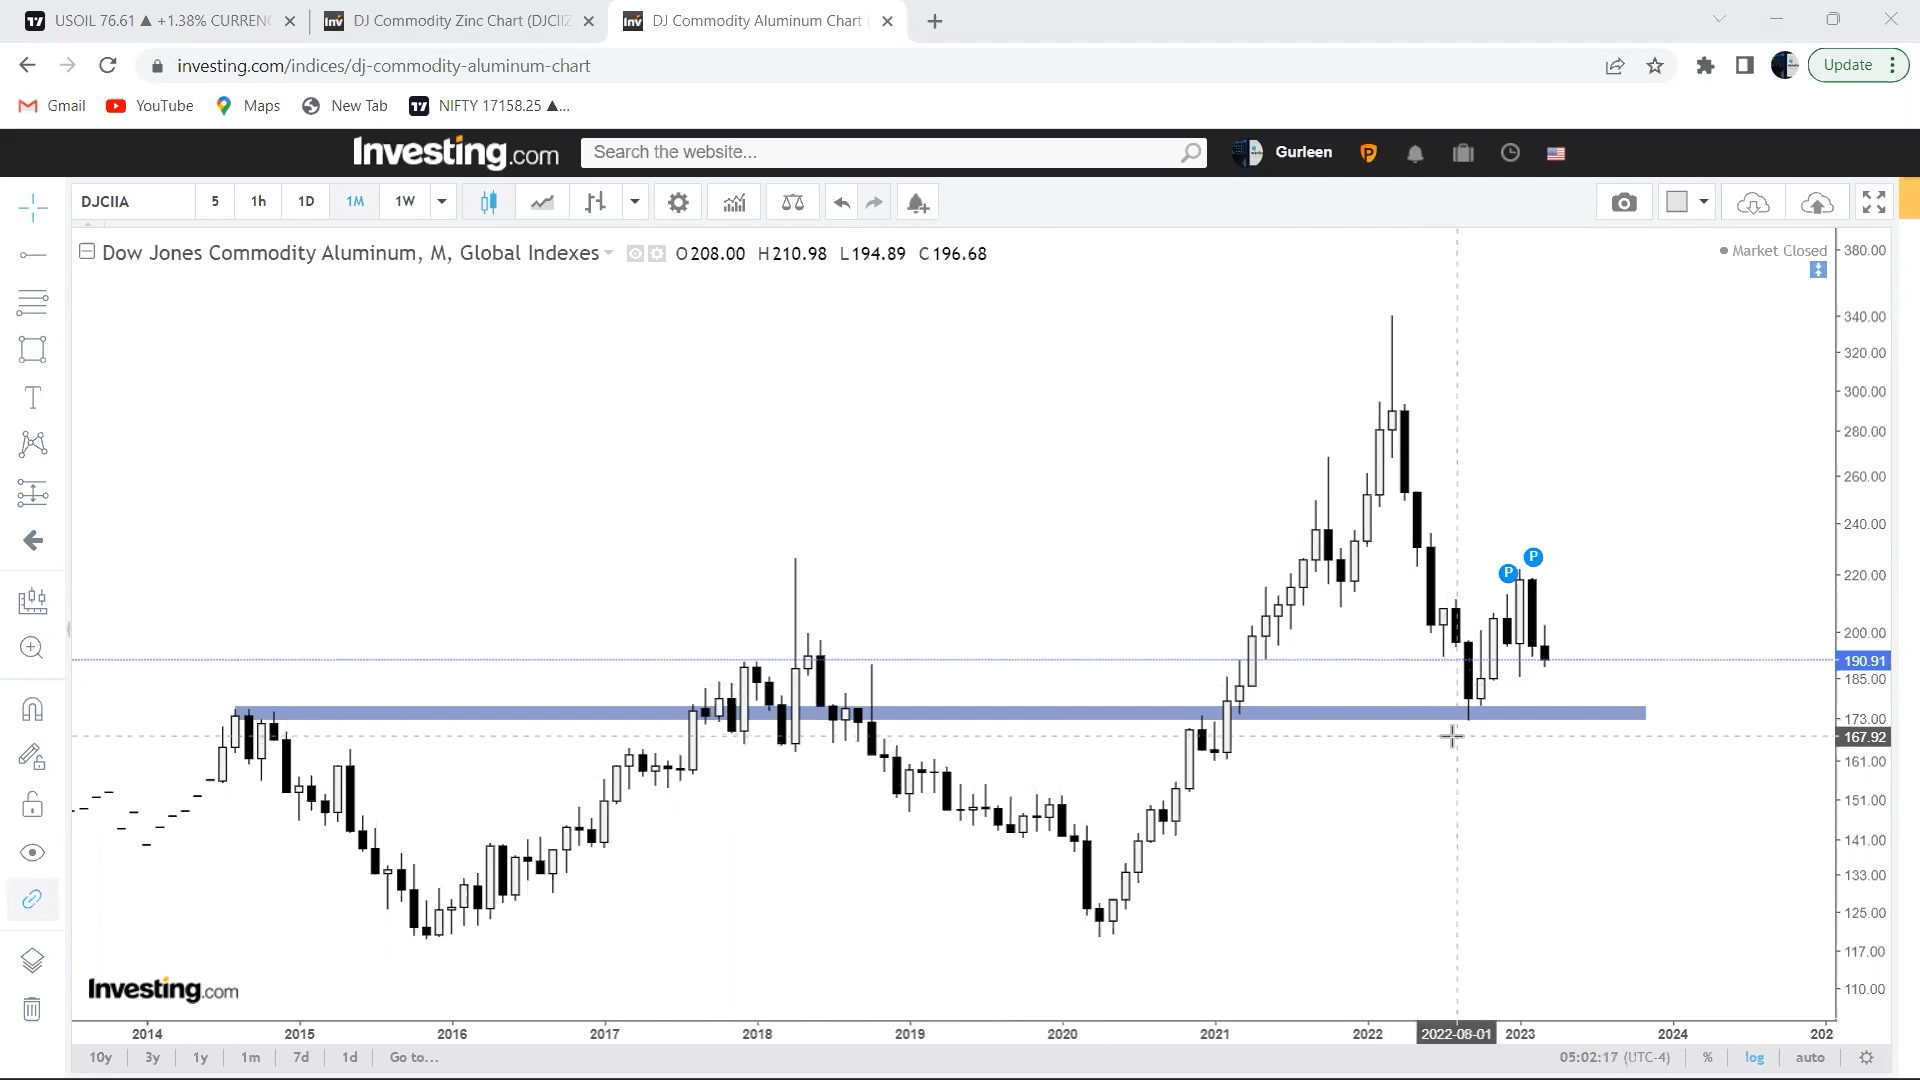 USOIL 76.61 ▲ +1.38% CURREN
DJ Commodity Zinc Chart (DJCIIZ
DJ Commodity Aluminum Chart (
investing.com/indices/dj-commodity-aluminum-chart
Update
Gmail
YouTube
Maps
New Tab
NIFTY 17158.25 ▲...
Investing.com
Search the website...
Gurleen
DJCIIA
5
1h
1D
1M
1W
Dow Jones Commodity Aluminum, M, Global Indexes
O208.00 H210.98 L194.89 C196.68
Market Closed
380.00
340.00
320.00
300.00
280.00
260.00
240.00
220.00
200.00
190.91
185.00
173.00
167.92
161.00
151.00
141.00
133.00
125.00
117.00
110.00
P
P
T
Investing.com
2014 2015 2016 2017 2018 2019 2020 2021 2022 2022-08-01 2023 2024 202
10y 3y 1y 1m 7d 1d Go to...
05:02:17 (UTC-4) % log auto